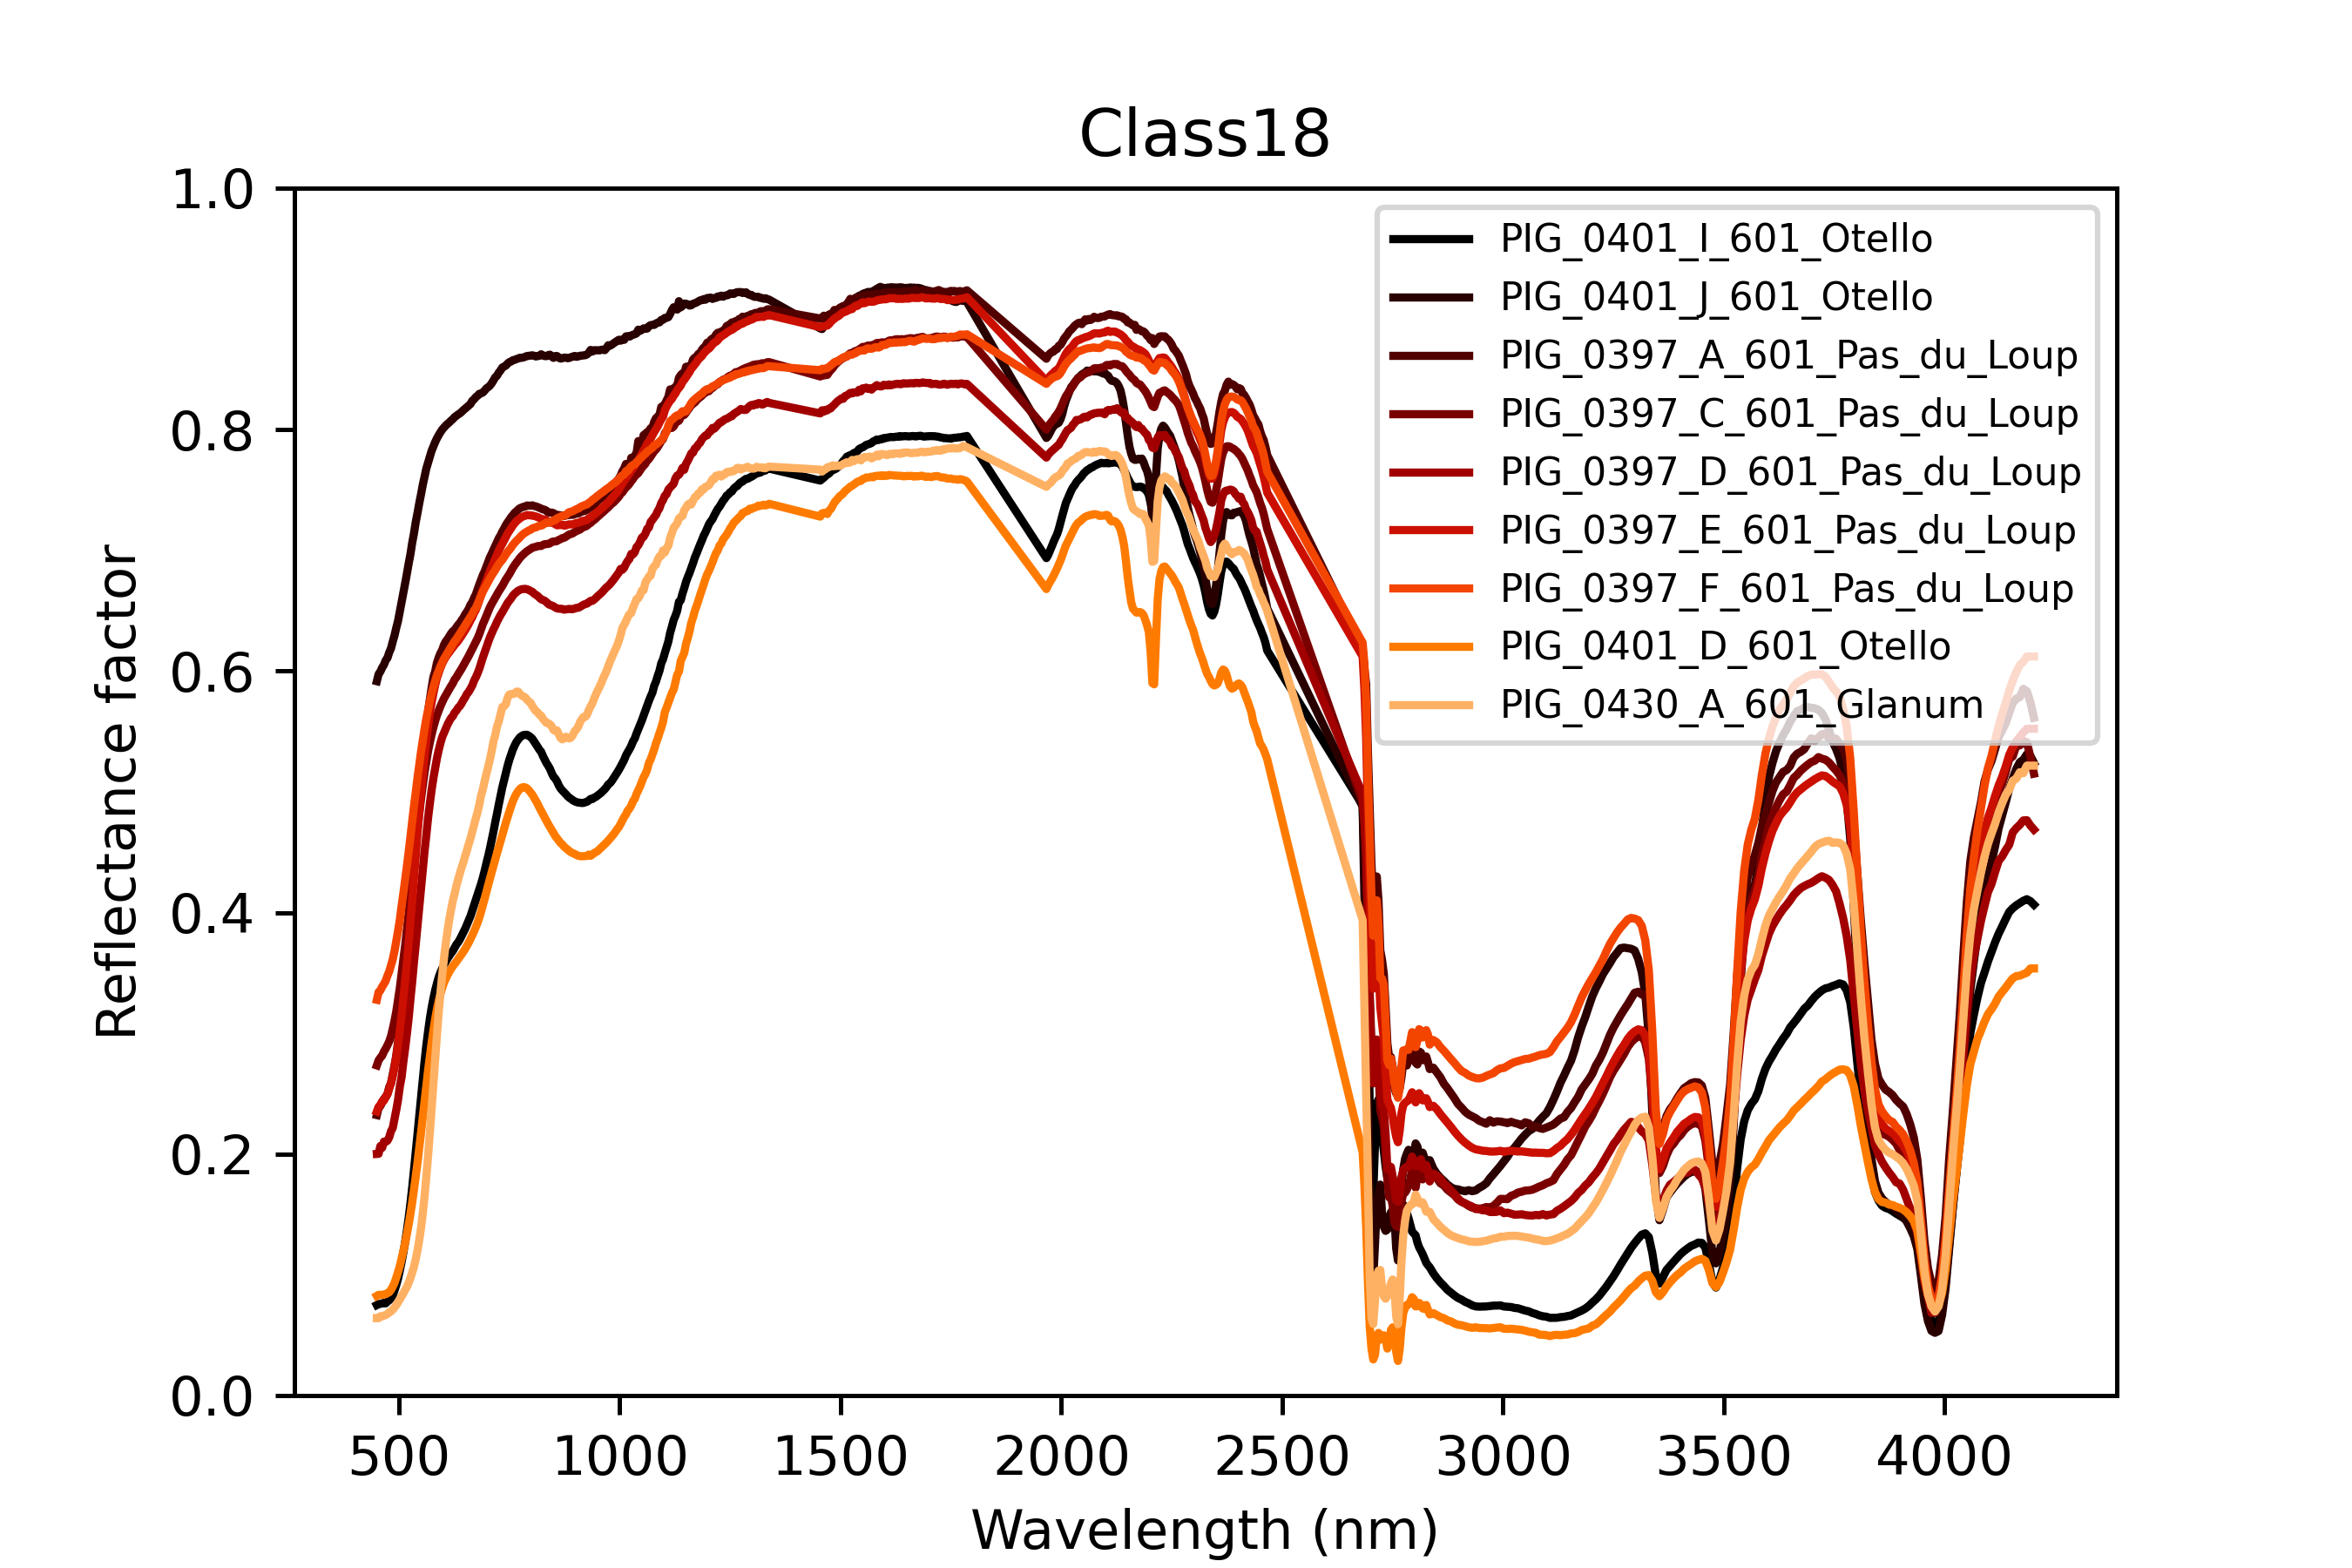 Class18
1.0
0.8
0.6
0.4
0.2
0.0
Reflectance factor
PIG_0401_I_601_Otello
PIG_0401_J_601_Otello
PIG_0397_A_601_Pas_du_Loup
PIG_0397_C_601_Pas_du_Loup
PIG_0397_D_601_Pas_du_Loup
PIG_0397_E_601_Pas_du_Loup
PIG_0397_F_601_Pas_du_Loup
PIG_0401_D_601_Otello
PIG_0430_A_601_Glanum
500 1000 1500 2000 2500 3000 3500 4000
Wavelength (nm)